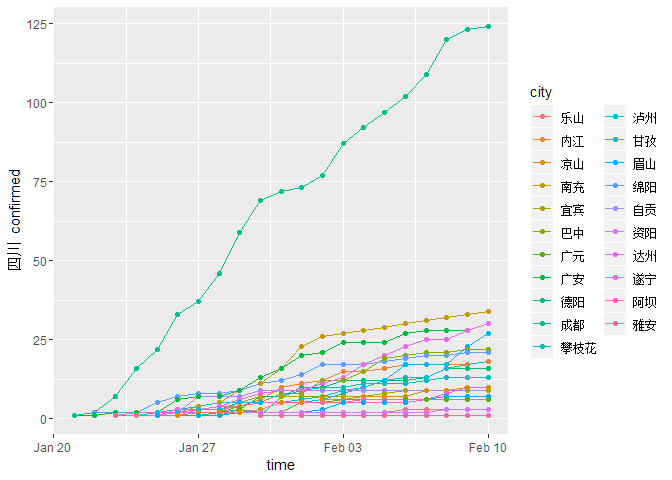 125
100
75
50
25
0
四川 confirmed
Jan 20
Jan 27
Feb 03
Feb 10
time
city
乐山
内江
凉山
南充
宜宾
巴中
广元
广安
德阳
成都
攀枝花
泸州
甘孜
眉山
绵阳
自贡
资阳
达州
遂宁
阿坝
雅安